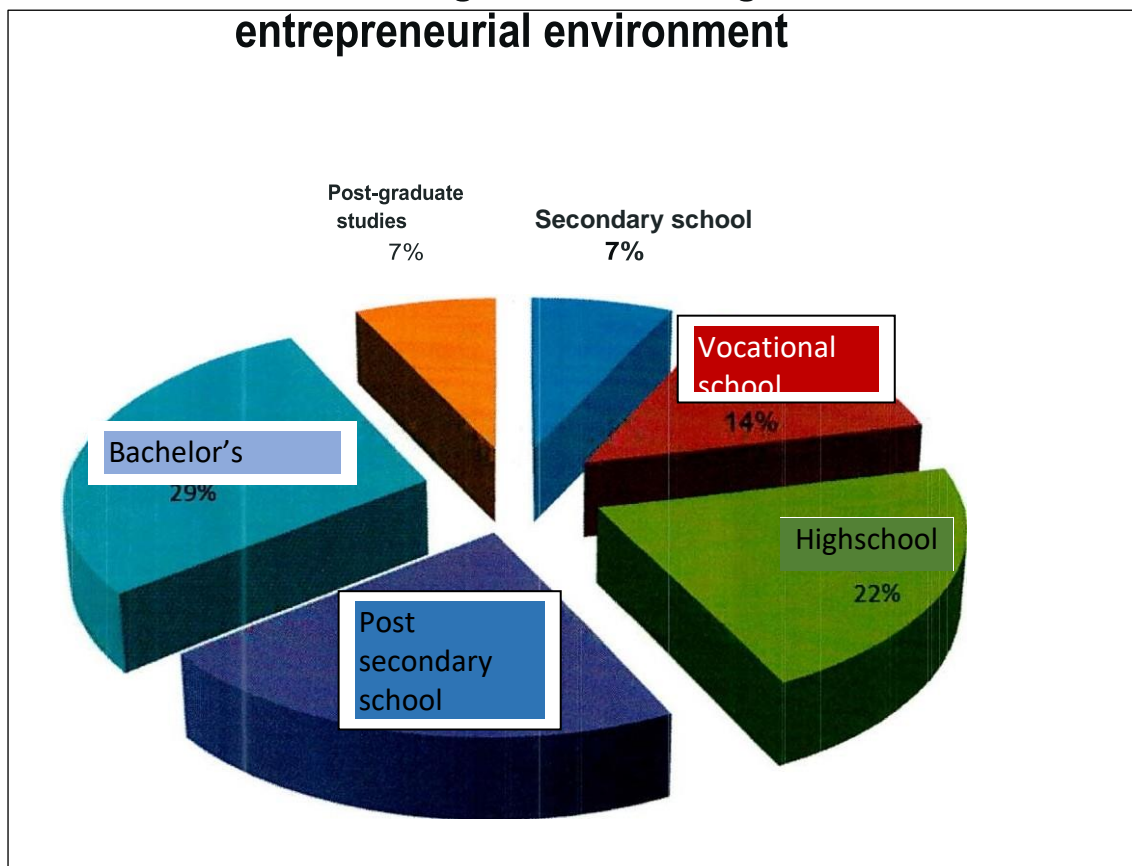 entrepreneurial environment
Post-graduate
studies
7%
Secondary school
7%
Vocational
school
14%
Bachelor's
29%
Highschool
22%
Post
secondary
school